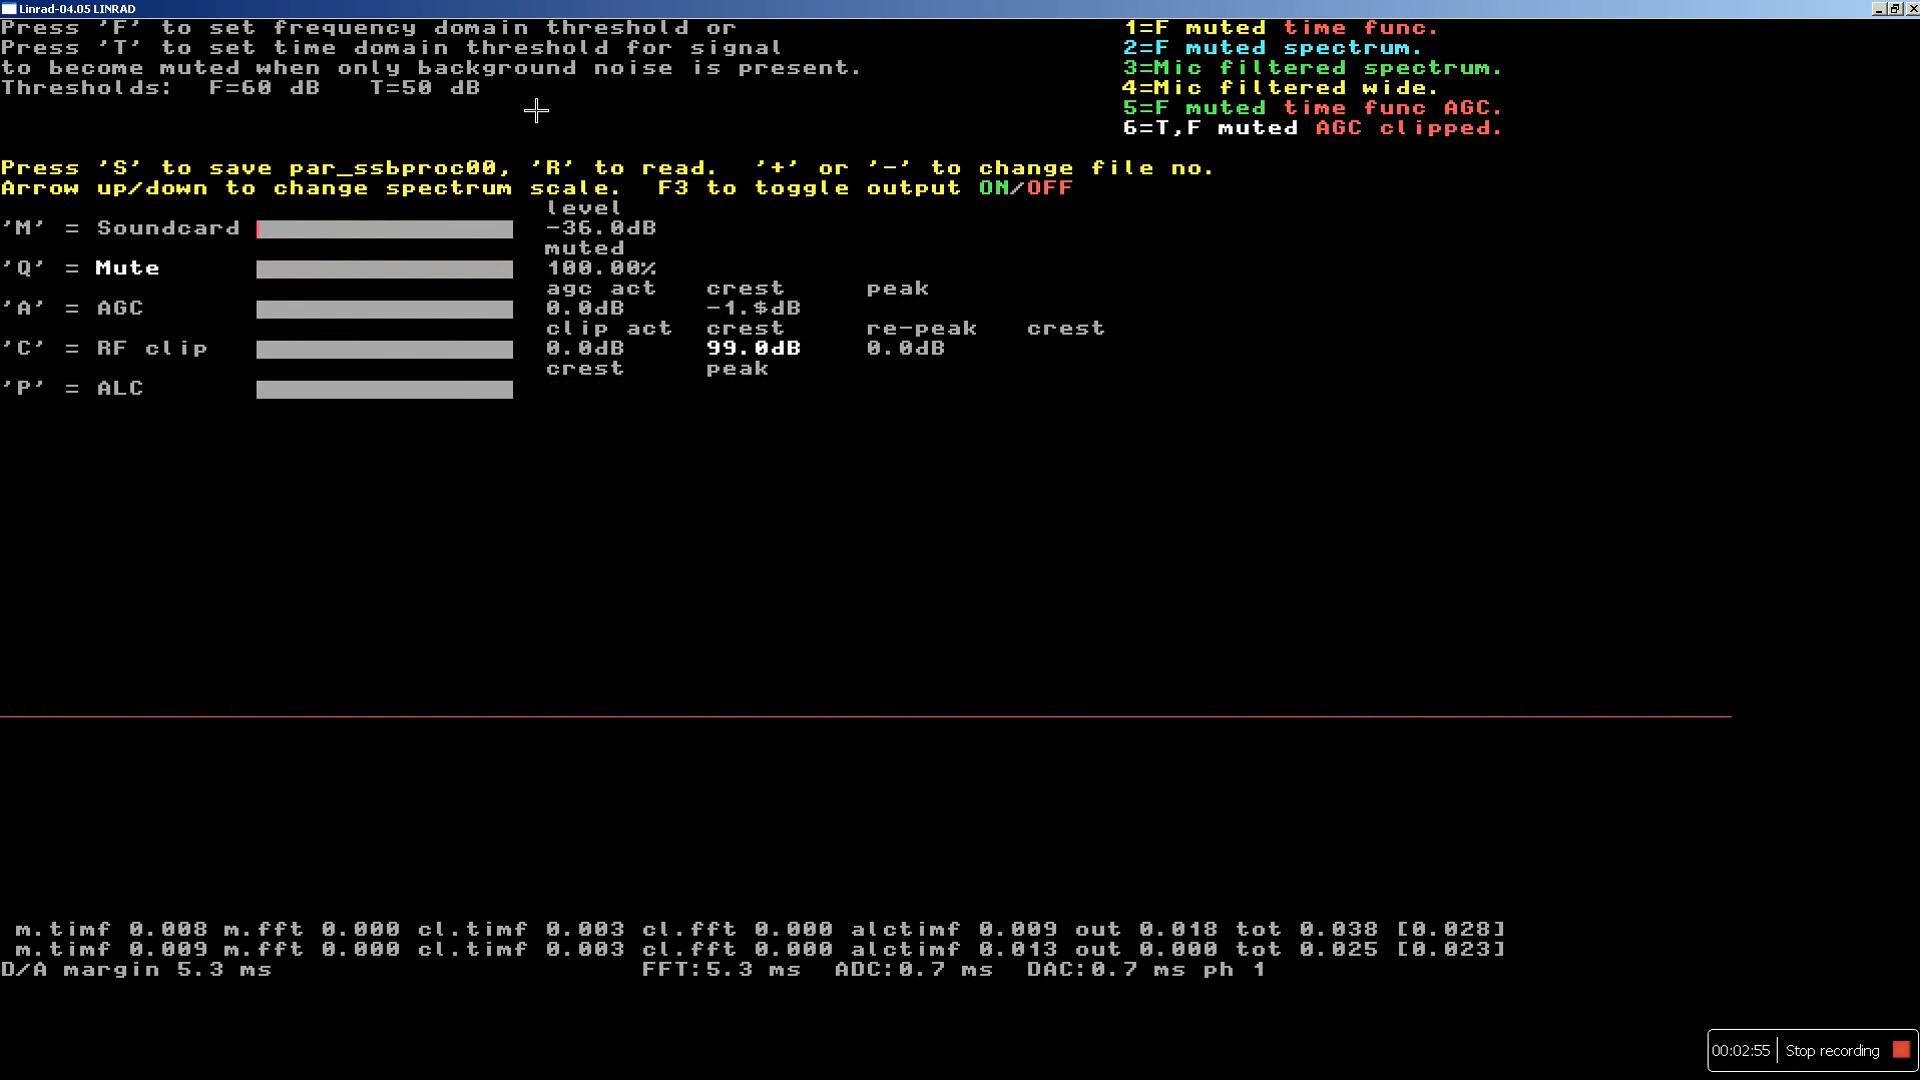 Linrad-04.05 LINRAD
Press 'F' to set frequency domain threshold or
Press 'T' to set time domain threshold for signal
to become muted when only background noise is present.
Thresholds: F=60 dB T=50 dB
1=F muted time func.
2=F muted spectrum.
3=Mic filtered spectrum.
4=Mic filtered wide.
5=F muted time func AGC.
6=T,F muted AGC clipped.
Press 'S' to save par_ssbproc00, 'R' to read. '+' or '-' to change file no.
Arrow up/down to change spectrum scale. F3 to toggle output ON/OFF
level
'M' = Soundcard -36.0dB
muted
'Q' = Mute 100.00%
agc act crest peak
'A' = AGC 0.0dB -1.$dB
clip act crest re-peak crest
'C' = RF clip 0.0dB 99.0dB 0.0dB
crest peak
'P' = ALC
m.timf 0.008 m.fft 0.000 cl.timf 0.003 cl.fft 0.000 alctimf 0.009 out 0.018 tot 0.038 [0.028]
m.timf 0.009 m.fft 0.000 cl.timf 0.003 cl.fft 0.000 alctimf 0.013 out 0.000 tot 0.025 [0.023]
D/A margin 5.3 ms FFT:5.3 ms ADC:0.7 ms DAC:0.7 ms ph 1
00:02:55 Stop recording